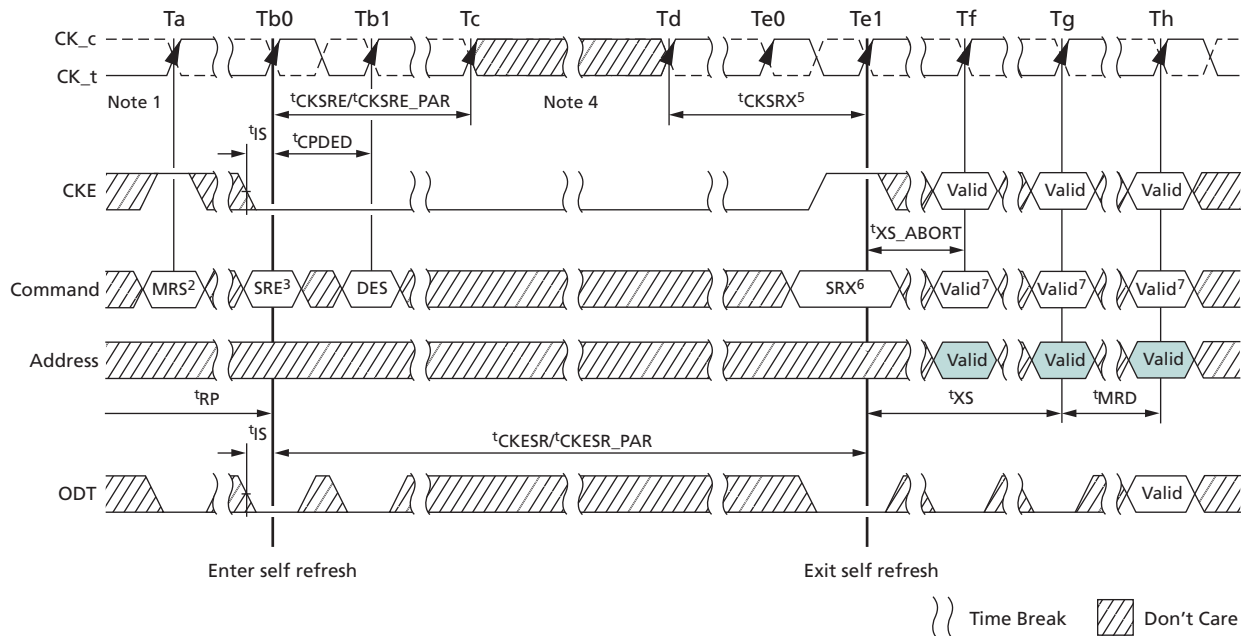 Ta Tb0 Tb1 Tc Td Te0 Te1 Tf Tg Th
CK_c
CK_t
Note 1 tCKSRE/tCKSRE_PAR Note 4 tCKSRX5
tIS tCPDED
CKE Valid Valid Valid
tXS_ABORT
Command MRS2 SRE3 DES SRX6 Valid7 Valid7 Valid7
Address Valid Valid Valid
tRP tXS tMRD
tIS tCKESR/tCKESR_PAR
ODT Valid
Enter self refresh Exit self refresh
Time Break Don't Care